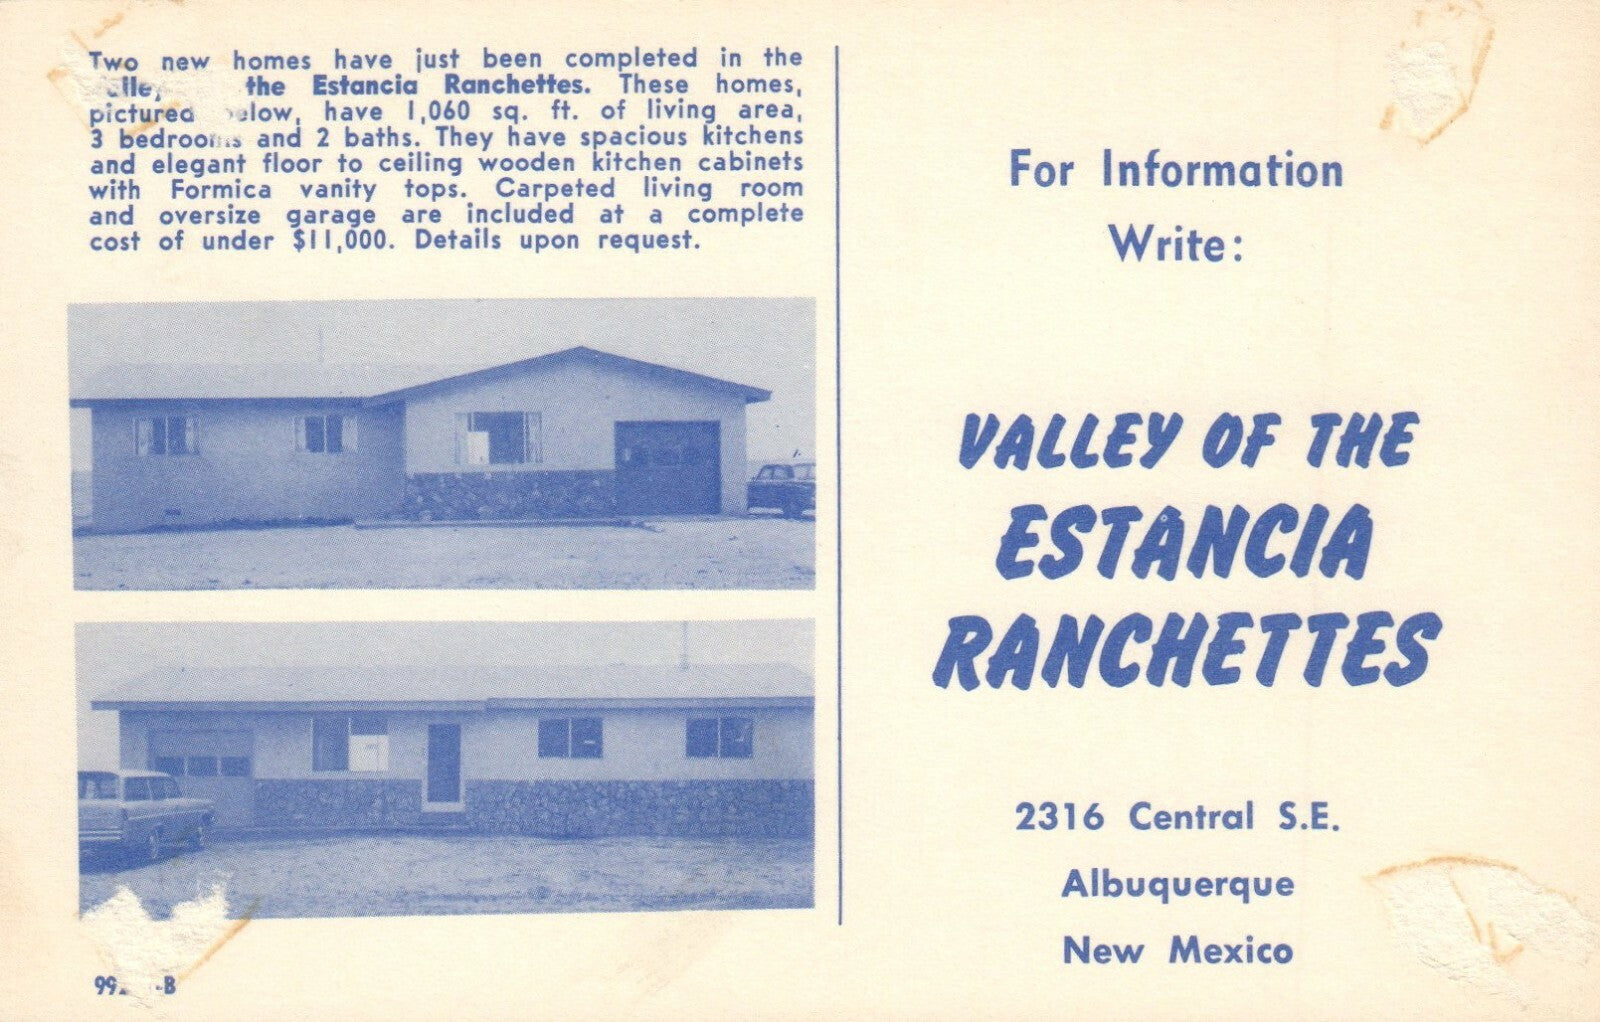 Two new homes have just been completed in the
the Estancia Ranchettes. These homes,
pictured below, have 1,060 sq. ft. of living area,
3 bedrooms and 2 baths. They have spacious kitchens
and elegant floor to ceiling wooden kitchen cabinets
with Formica vanity tops. Carpeted living room
and oversize garage are included at a complete
cost of under $11,000. Details upon request.
For Information
Write:
VALLEY OF THE
ESTANCIA
RANCHETTES
2316 Central S.E.
Albuquerque
New Mexico